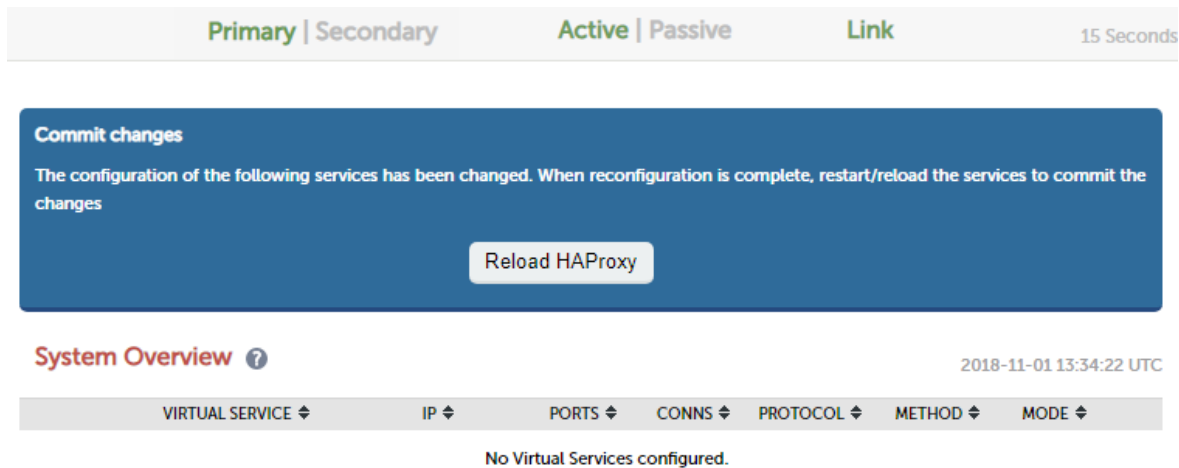 Primary | Secondary Active | Passive Link 15 Seconds
Commit changes
The configuration of the following services has been changed. When reconfiguration is complete, restart/reload the services to commit the
changes
Reload HAProxy
System Overview ? 2018-11-01 13:34:22 UTC
VIRTUAL SERVICE IP PORTS CONNS PROTOCOL METHOD MODE
No Virtual Services configured.